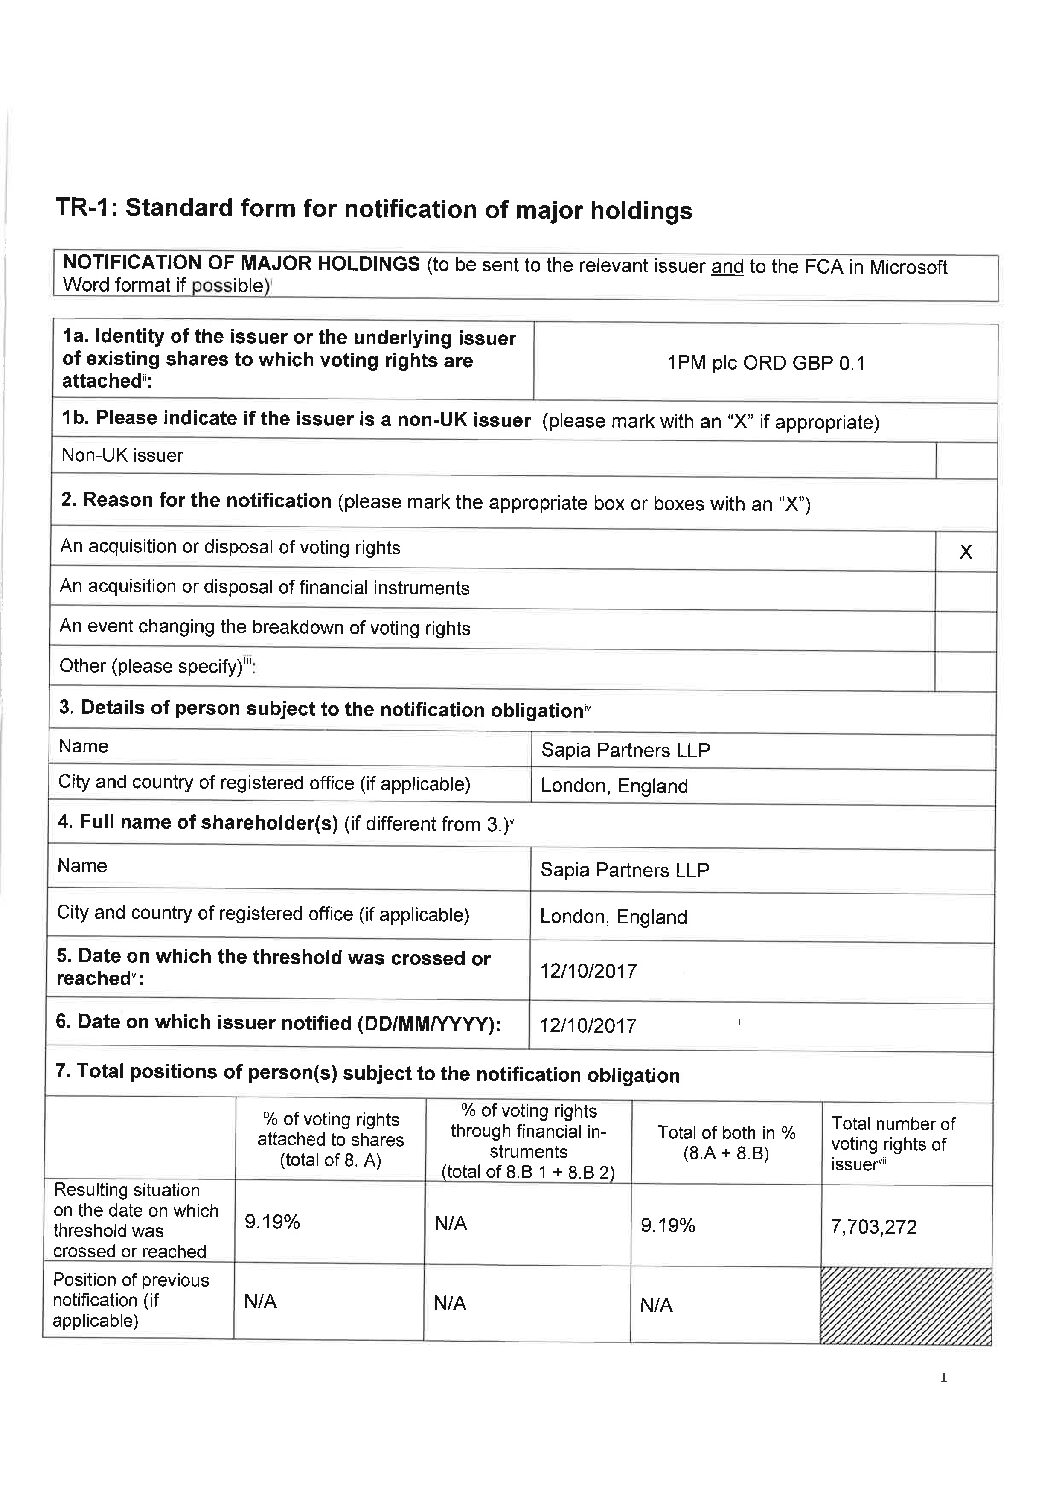 TR-1: Standard form for notification of major holdings
NOTIFICATION OF MAJOR HOLDINGS (to be sent to the relevant issuer and to the FCA in Microsoft
Word format if possible)i
1a. Identity of the issuer or the underlying issuer
of existing shares to which voting rights are
attachedii:
1PM plc ORD GBP 0.1
1b. Please indicate if the issuer is a non-UK issuer (please mark with an "X" if appropriate)
Non-UK issuer
2. Reason for the notification (please mark the appropriate box or boxes with an "X")
An acquisition or disposal of voting rights
X
An acquisition or disposal of financial instruments
An event changing the breakdown of voting rights
Other (please specify)iii:
3. Details of person subject to the notification obligationiv
Name
Sapia Partners LLP
City and country of registered office (if applicable)
London, England
4. Full name of shareholder(s) (if different from 3.)v
Name
Sapia Partners LLP
City and country of registered office (if applicable)
London, England
5. Date on which the threshold was crossed or
reachedv:
12/10/2017
6. Date on which issuer notified (DD/MM/YYYY):
12/10/2017
7. Total positions of person(s) subject to the notification obligation
% of voting rights
attached to shares
(total of 8. A)
% of voting rights
through financial in-
struments
(total of 8.B 1 + 8.B 2)
Total of both in %
(8.A + 8.B)
Total number of
voting rights of
issuervii
Resulting situation
on the date on which
threshold was
crossed or reached
9.19%
N/A
9.19%
7,703,272
Position of previous
notification (if
applicable)
N/A
N/A
N/A
1